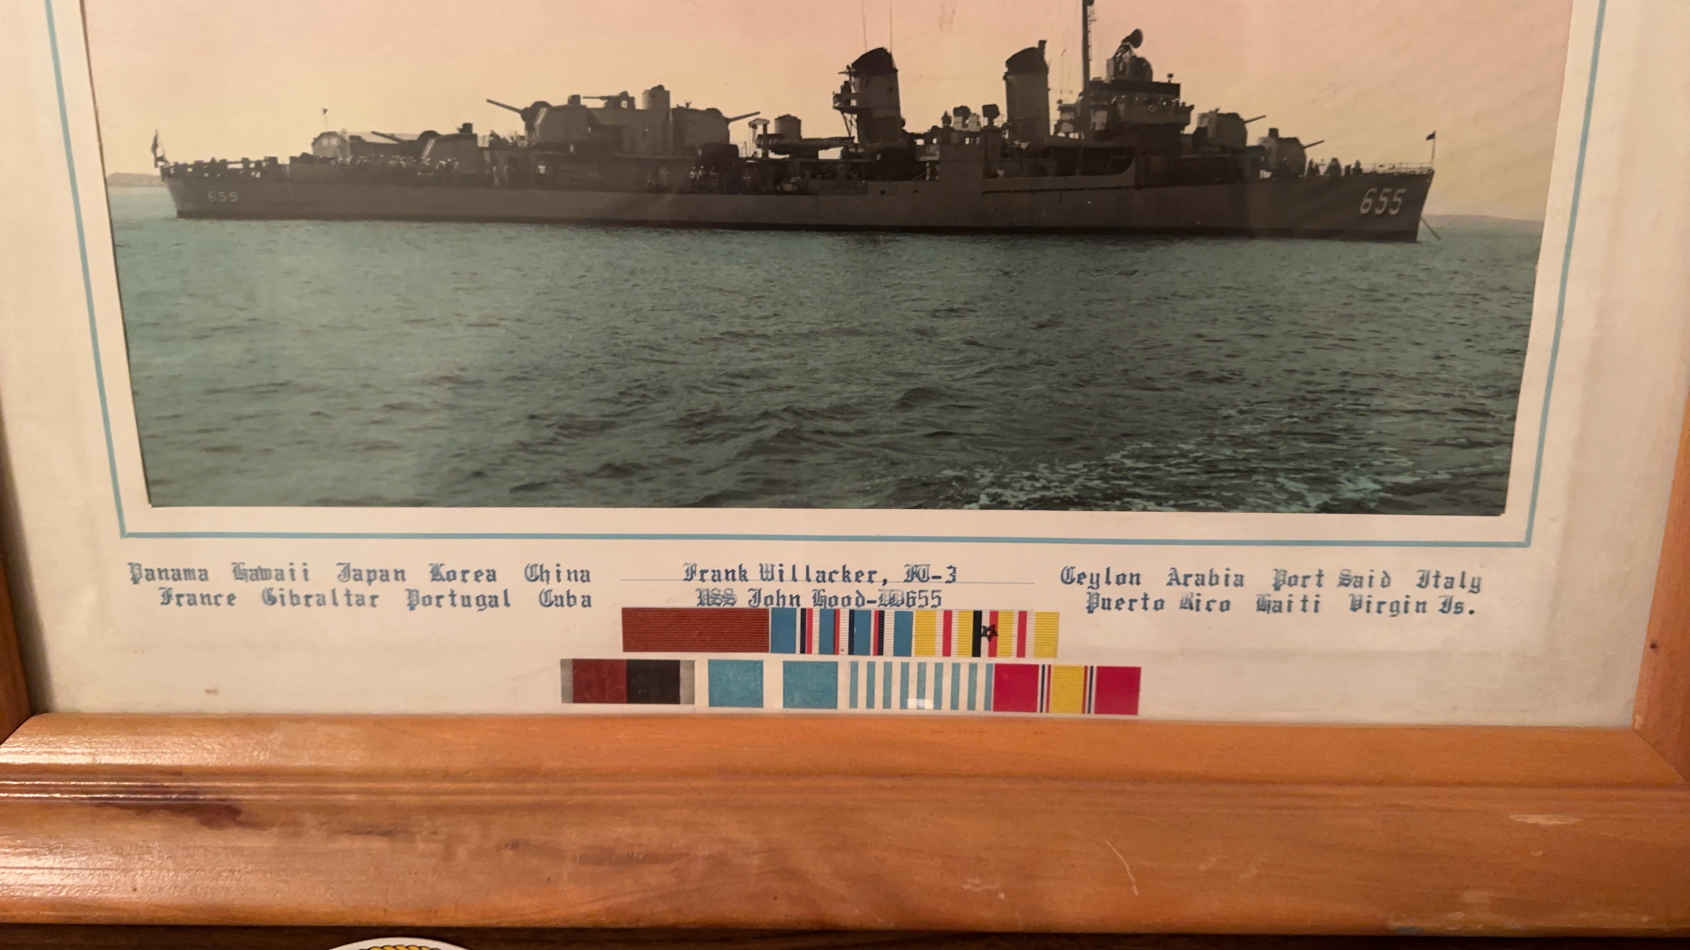 655
655
Panama Hawaii Japan Korea China
France Gibraltar Portugal Cuba
Frank Willacker, FT-3
USS John Hood-DD655
Ceylon Arabia Port Said Italy
Puerto Rico Haiti Virgin Is.